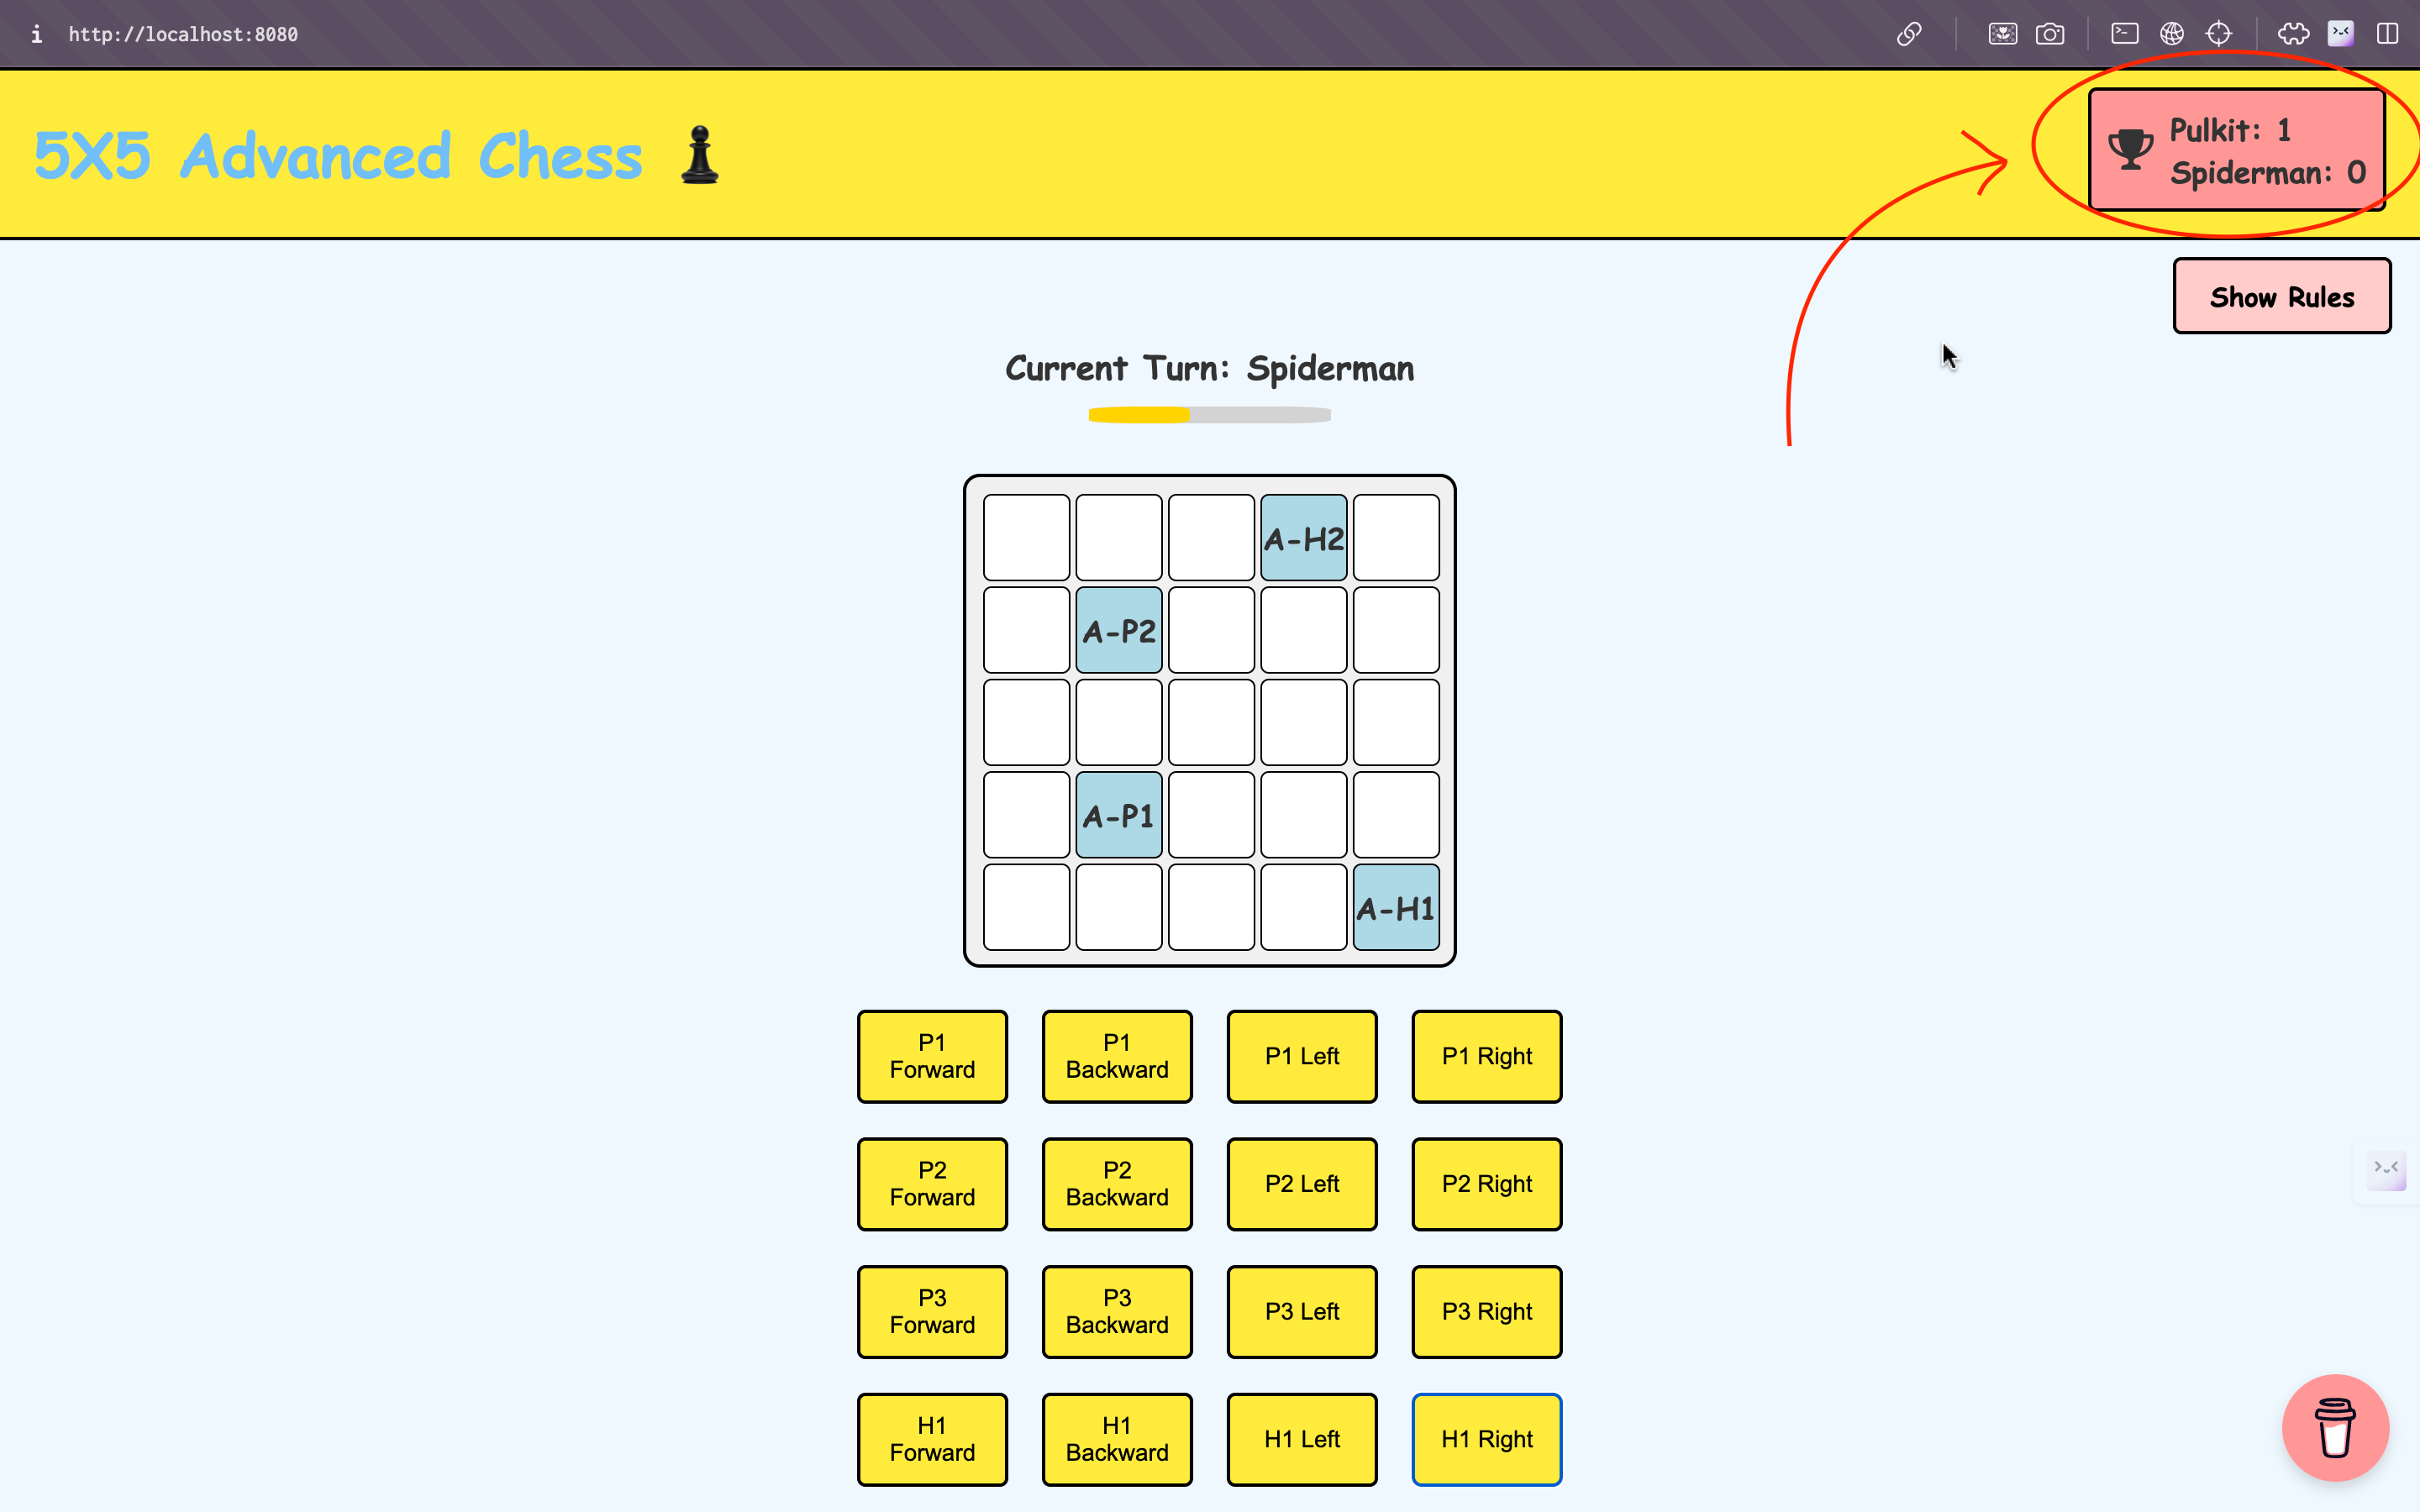 http://localhost:8080
5X5 Advanced Chess
Pulkit: 1
Spiderman: 0
Show Rules
Current Turn: Spiderman
A-H2
A-P2
A-P1
A-H1
P1 Forward
P1 Backward
P1 Left
P1 Right
P2 Forward
P2 Backward
P2 Left
P2 Right
P3 Forward
P3 Backward
P3 Left
P3 Right
H1 Forward
H1 Backward
H1 Left
H1 Right